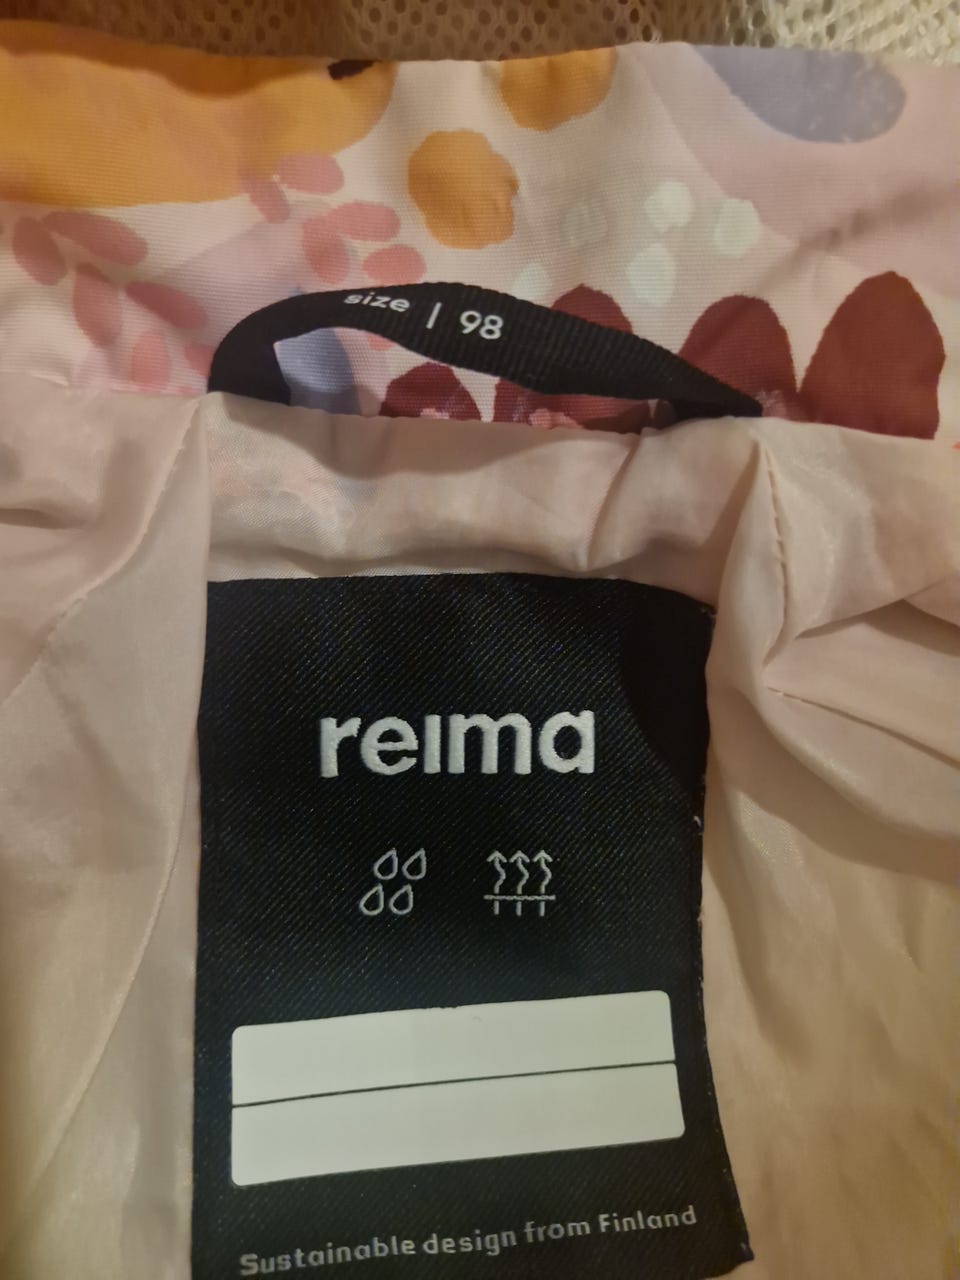 size | 98
reima
Sustainable design from Finland